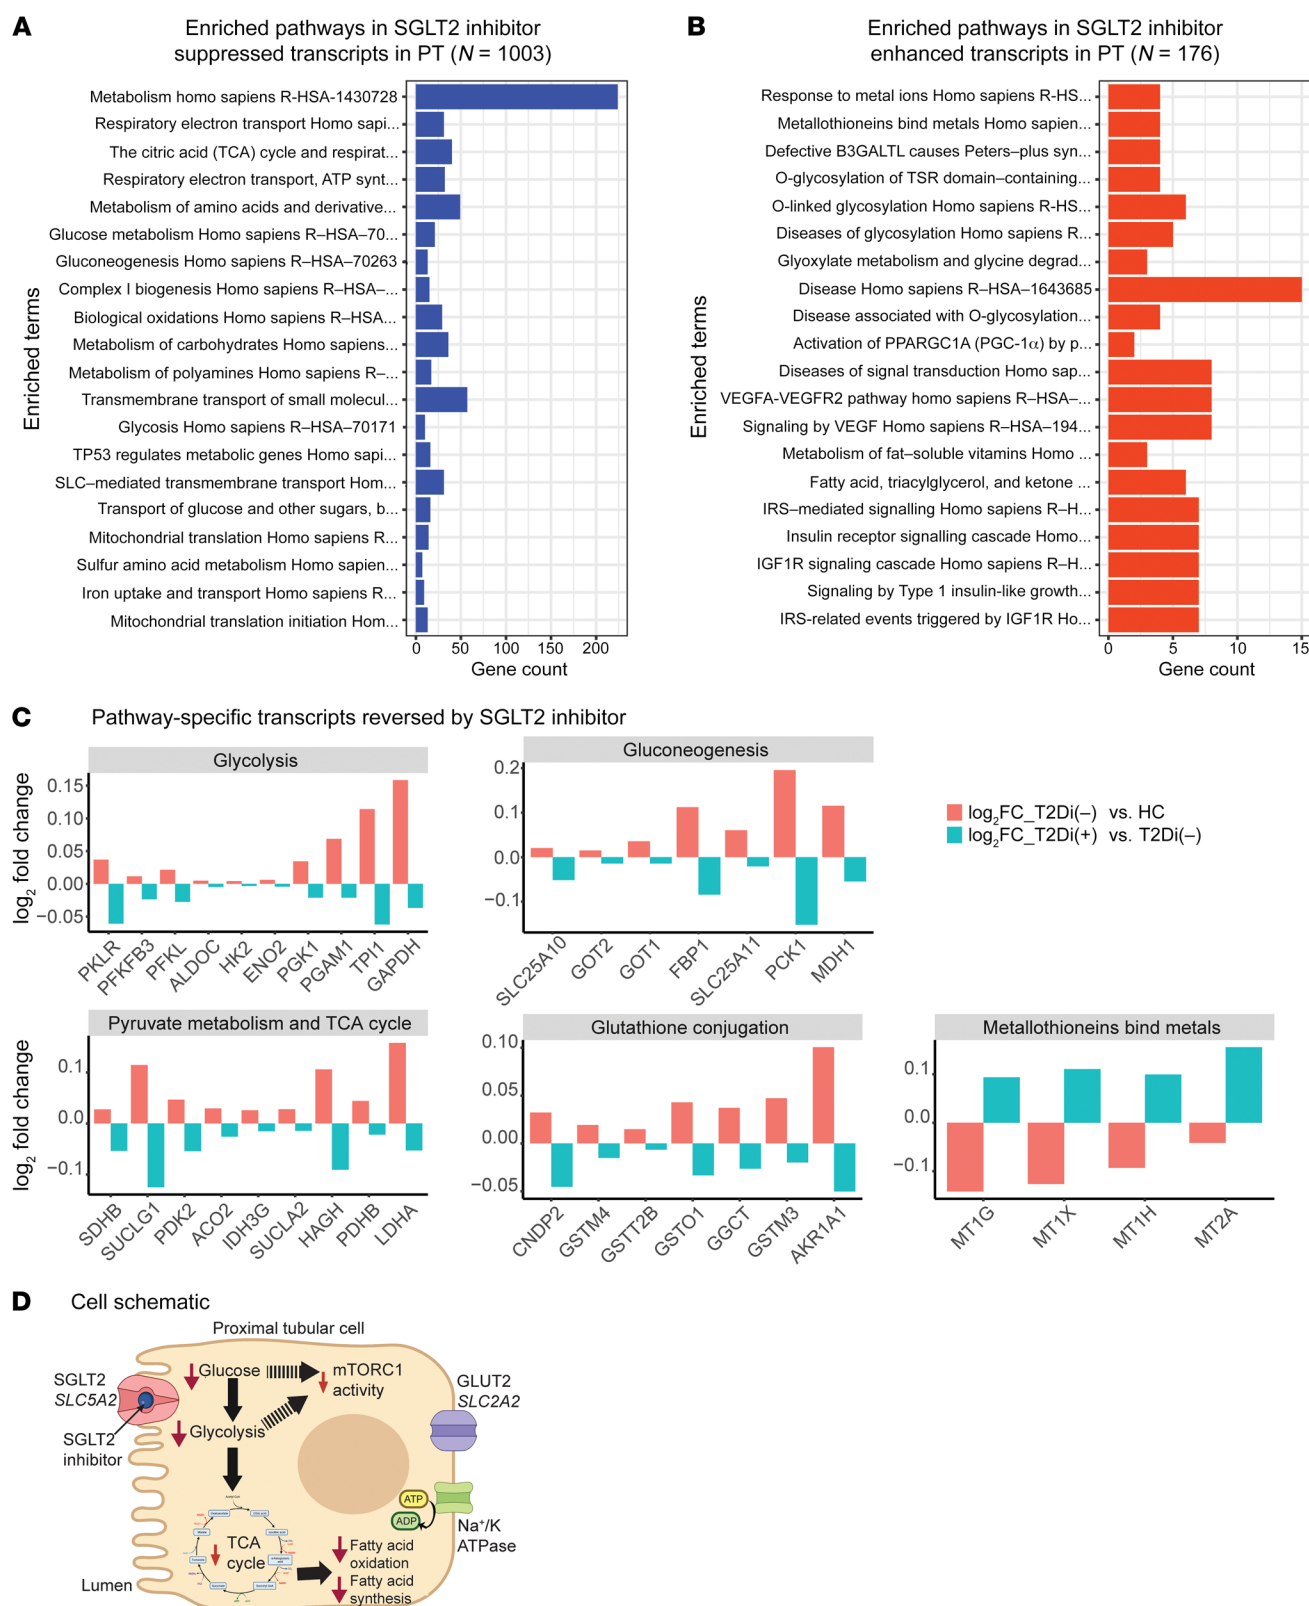 A
Enriched pathways in SGLT2 inhibitor
suppressed transcripts in PT (N = 1003)
Enriched terms
Metabolism homo sapiens R-HSA-1430728
Respiratory electron transport Homo sapi...
The citric acid (TCA) cycle and respirat...
Respiratory electron transport, ATP synt...
Metabolism of amino acids and derivative...
Glucose metabolism Homo sapiens R–HSA–70...
Gluconeogenesis Homo sapiens R–HSA–70263
Complex I biogenesis Homo sapiens R–HSA–...
Biological oxidations Homo sapiens R–HSA...
Metabolism of carbohydrates Homo sapiens...
Metabolism of polyamines Homo sapiens R–...
Transmembrane transport of small molecul...
Glycosis Homo sapiens R–HSA–70171
TP53 regulates metabolic genes Homo sapi...
SLC–mediated transmembrane transport Hom...
Transport of glucose and other sugars, b...
Mitochondrial translation Homo sapiens R...
Sulfur amino acid metabolism Homo sapien...
Iron uptake and transport Homo sapiens R...
Mitochondrial translation initiation Hom...
0 50 100 150 200
Gene count
B
Enriched pathways in SGLT2 inhibitor
enhanced transcripts in PT (N = 176)
Enriched terms
Response to metal ions Homo sapiens R-HS...
Metallothioneins bind metals Homo sapien...
Defective B3GALTL causes Peters–plus syn...
O-glycosylation of TSR domain–containing...
O-linked glycosylation Homo sapiens R-HS...
Diseases of glycosylation Homo sapiens R...
Glyoxylate metabolism and glycine degrad...
Disease Homo sapiens R–HSA–1643685
Disease associated with O-glycosylation...
Activation of PPARGC1A (PGC-1α) by p...
Diseases of signal transduction Homo sap...
VEGFA-VEGFR2 pathway homo sapiens R–HSA–...
Signaling by VEGF Homo sapiens R–HSA–194...
Metabolism of fat–soluble vitamins Homo ...
Fatty acid, triacylglycerol, and ketone ...
IRS–mediated signalling Homo sapiens R–H...
Insulin receptor signalling cascade Homo...
IGF1R signaling cascade Homo sapiens R–H...
Signaling by Type 1 insulin-like growth...
IRS-related events triggered by IGF1R Ho...
0 5 10 15
Gene count
C
Pathway-specific transcripts reversed by SGLT2 inhibitor
Glycolysis
log2 fold change
0.15
0.10
0.05
0.00
−0.05
PKLR PFKFB3 PFKL ALDOC HK2 ENO2 PGK1 PGAM1 TPI1 GAPDH
Gluconeogenesis
0.2
0.1
0.0
−0.1
SLC25A10 GOT2 GOT1 FBP1 SLC25A11 PCK1 MDH1
log2FC_T2Di(–) vs. HC
log2FC_T2Di(+) vs. T2Di(–)
Pyruvate metabolism and TCA cycle
log2 fold change
0.1
0.0
−0.1
SDHB SUCLG1 PDK2 ACO2 IDH3G SUCLA2 HAGH PDHB LDHA
Glutathione conjugation
0.10
0.05
0.00
−0.05
CNDP2 GSTM4 GSTT2B GSTO1 GGCT GSTM3 AKR1A1
Metallothioneins bind metals
0.1
0.0
−0.1
MT1G MT1X MT1H MT2A
D
Cell schematic
Proximal tubular cell
SGLT2
SLC5A2
SGLT2
inhibitor
Glucose
mTORC1
activity
Glycolysis
GLUT2
SLC2A2
ATP
ADP
Na+/K
ATPase
TCA
cycle
Fatty acid
oxidation
Fatty acid
synthesis
Lumen